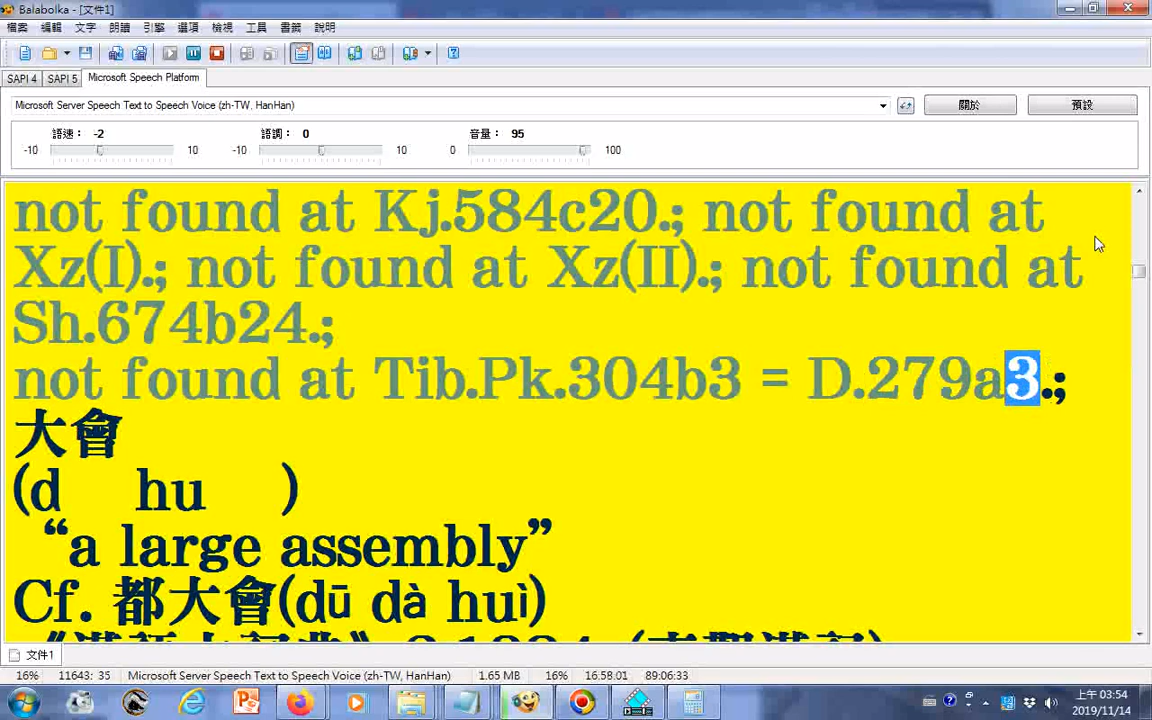 Balabolka - [文件1]
檔案 編輯 文字 朗讀 引擎 選項 檢視 工具 書籤 說明
SAPI 4 SAPI 5 Microsoft Speech Platform
Microsoft Server Speech Text to Speech Voice (zh-TW, HanHan) 關於 預設
語速： -2 語調： 0 音量： 95
-10 10 -10 10 0 100
not found at Kj.584c20.; not found at
Xz(I).; not found at Xz(II).; not found at
Sh.674b24.;
not found at Tib.Pk.304b3 = D.279a3.;
大會
(d hu )
“a large assembly”
Cf. 都大會(dū dà huì)
文件1
16% 11643: 35 Microsoft Server Speech Text to Speech Voice (zh-TW, HanHan) 1.65 MB 16% 16:58:01 89:06:33
上午 03:54
2019/11/14